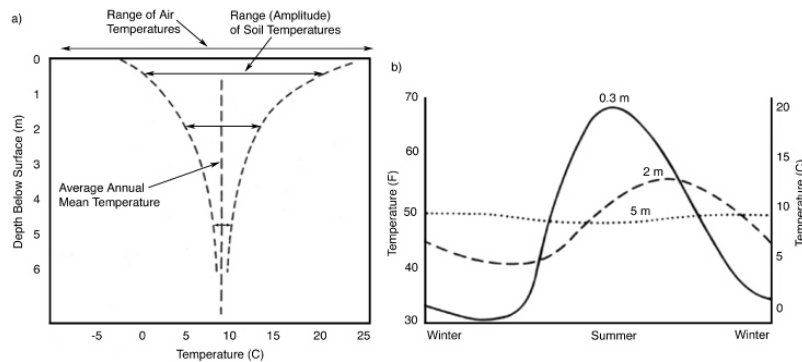 a)
Range of Air
Temperatures
Range (Amplitude)
of Soil Temperatures
0
1
2
3
4
5
6
Depth Below Surface (m)
Average Annual
Mean Temperature
-5 0 5 10 15 20 25
Temperature (C)
b)
70
60
50
40
30
Temperature (F)
0.3 m
2 m
5 m
20
15
10
5
0
Temperature (C)
Winter Summer Winter